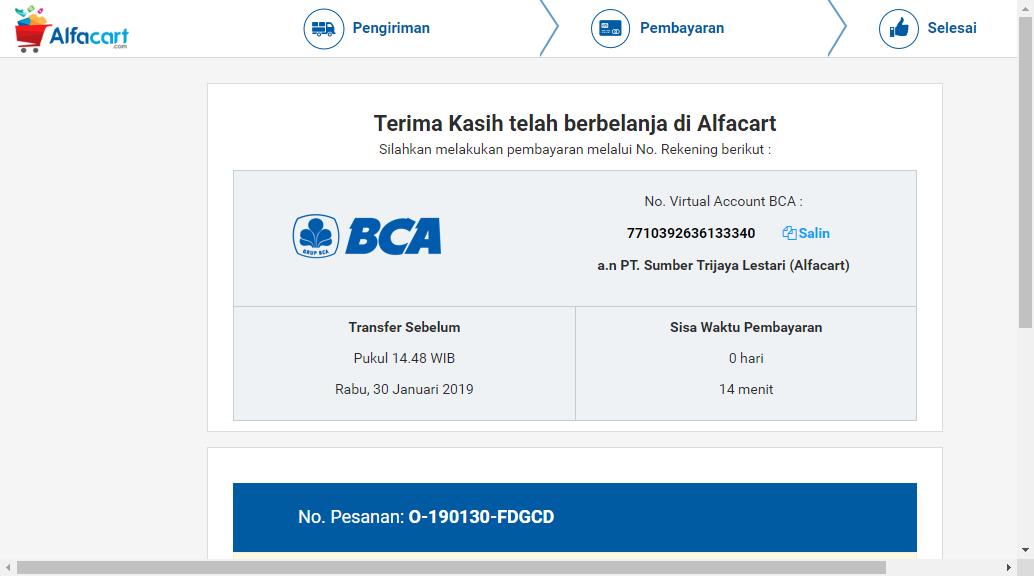 Alfacart
.com
Pengiriman
Pembayaran
Selesai
Terima Kasih telah berbelanja di Alfacart
Silahkan melakukan pembayaran melalui No. Rekening berikut :
GRUP BCA
BCA
No. Virtual Account BCA :
7710392636133340 Salin
a.n PT. Sumber Trijaya Lestari (Alfacart)
Transfer Sebelum
Pukul 14.48 WIB
Rabu, 30 Januari 2019
Sisa Waktu Pembayaran
0 hari
14 menit
No. Pesanan: O-190130-FDGCD